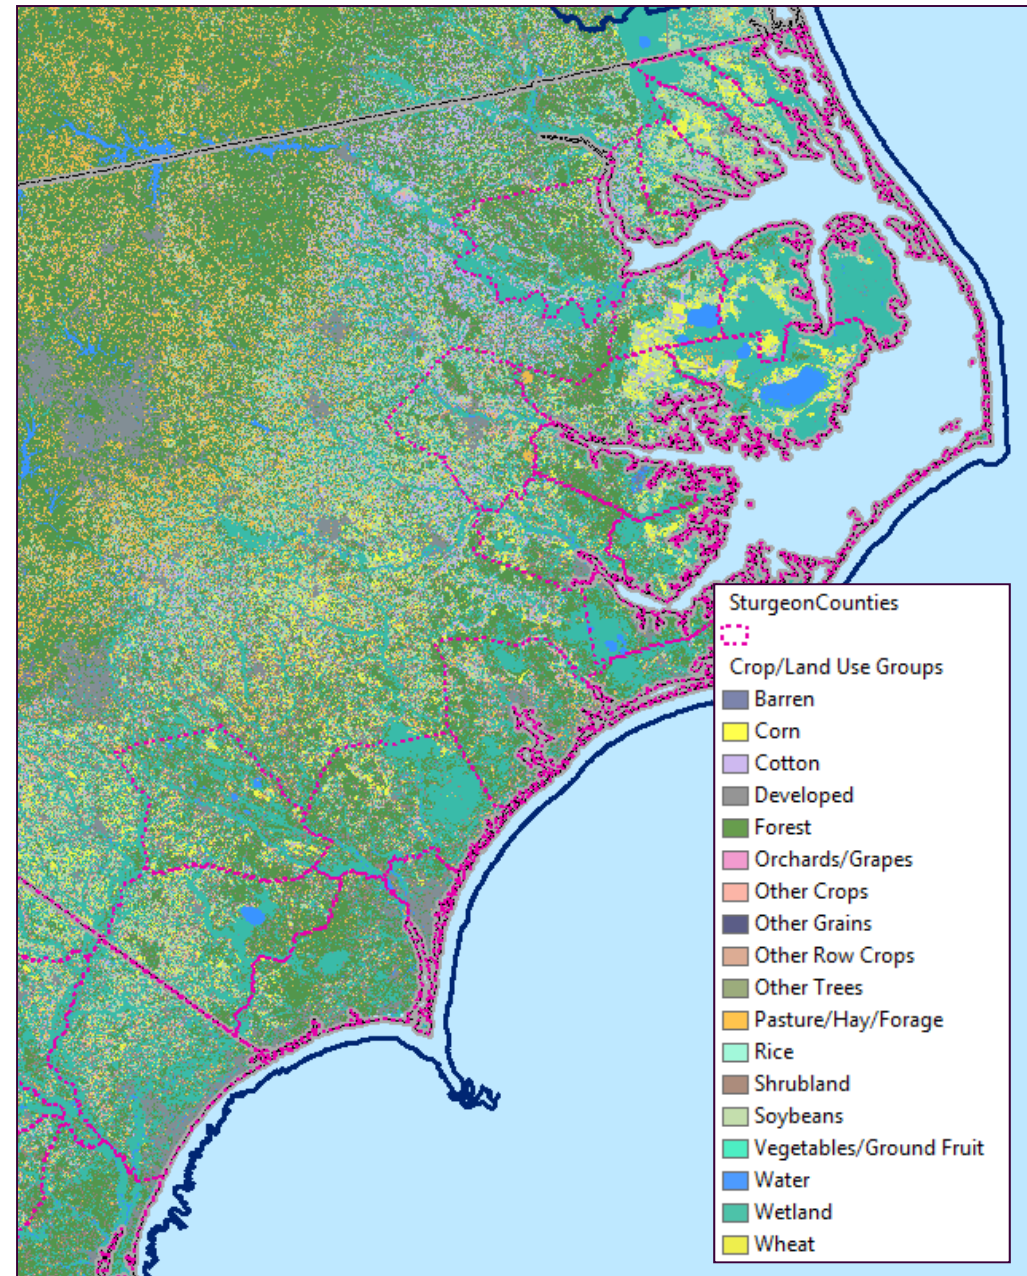 SturgeonCounties
Crop/Land Use Groups
Barren
Corn
Cotton
Developed
Forest
Orchards/Grapes
Other Crops
Other Grains
Other Row Crops
Other Trees
Pasture/Hay/Forage
Rice
Shrubland
Soybeans
Vegetables/Ground Fruit
Water
Wetland
Wheat